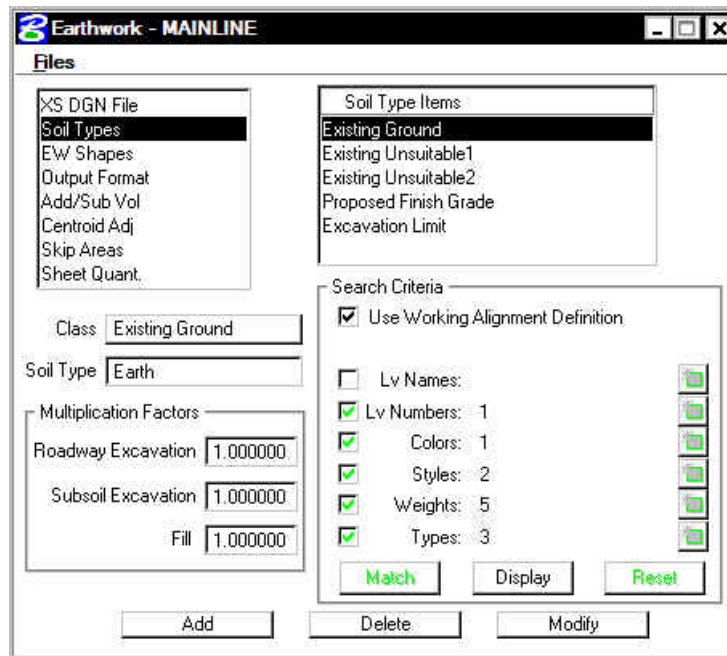 Earthwork - MAINLINE
Files
XS DGN File
Soil Types
EW Shapes
Output Format
Add/Sub Vol
Centroid Adj
Skip Areas
Sheet Quant.
Soil Type Items
Existing Ground
Existing Unsuitable1
Existing Unsuitable2
Proposed Finish Grade
Excavation Limit
Class Existing Ground
Soil Type Earth
Multiplication Factors
Roadway Excavation 1.000000
Subsoil Excavation 1.000000
Fill 1.000000
Search Criteria
Use Working Alignment Definition
Lv Names:
Lv Numbers: 1
Colors: 1
Styles: 2
Weights: 5
Types: 3
Match Display Reset
Add Delete Modify